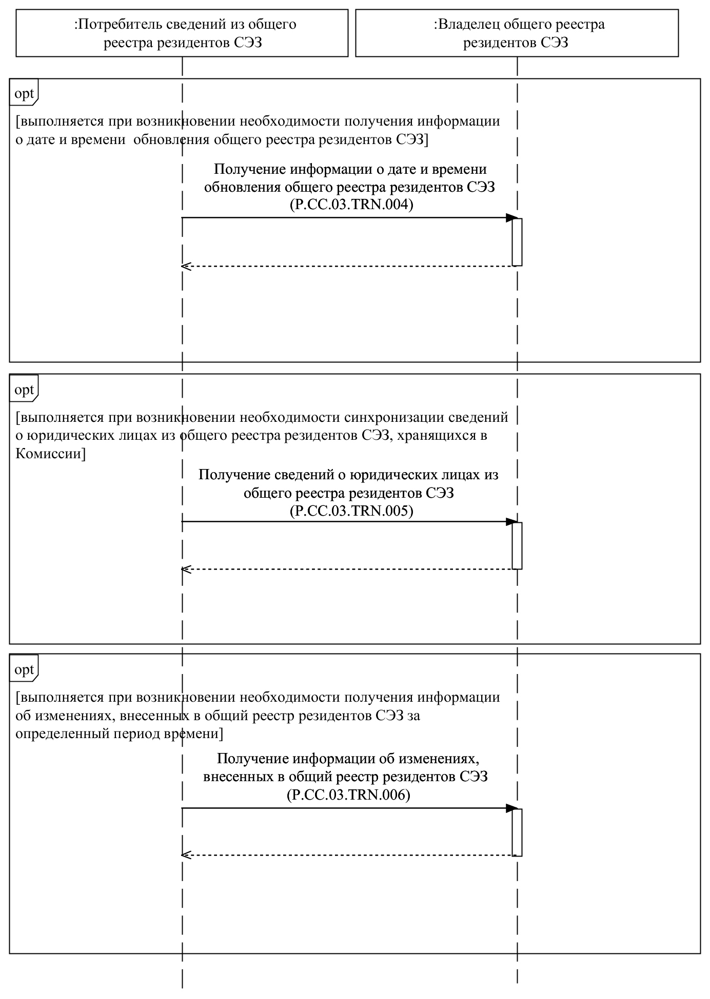 :Потребитель сведений из общего
реестра резидентов СЭЗ
:Владелец общего реестра
резидентов СЭЗ
opt
[выполняется при возникновении необходимости получения информации
о дате и времени  обновления общего реестра резидентов СЭЗ]
Получение информации о дате и времени
обновления общего реестра резидентов СЭЗ
(P.CC.03.TRN.004)
opt
[выполняется при возникновении необходимости синхронизации сведений
о юридических лицах из общего реестра резидентов СЭЗ, хранящихся в
Комиссии]
Получение сведений о юридических лицах из
общего реестра резидентов СЭЗ
(P.CC.03.TRN.005)
opt
[выполняется при возникновении необходимости получения информации
об изменениях, внесенных в общий реестр резидентов СЭЗ за
определенный период времени]
Получение информации об изменениях,
внесенных в общий реестр резидентов СЭЗ
(P.CC.03.TRN.006)